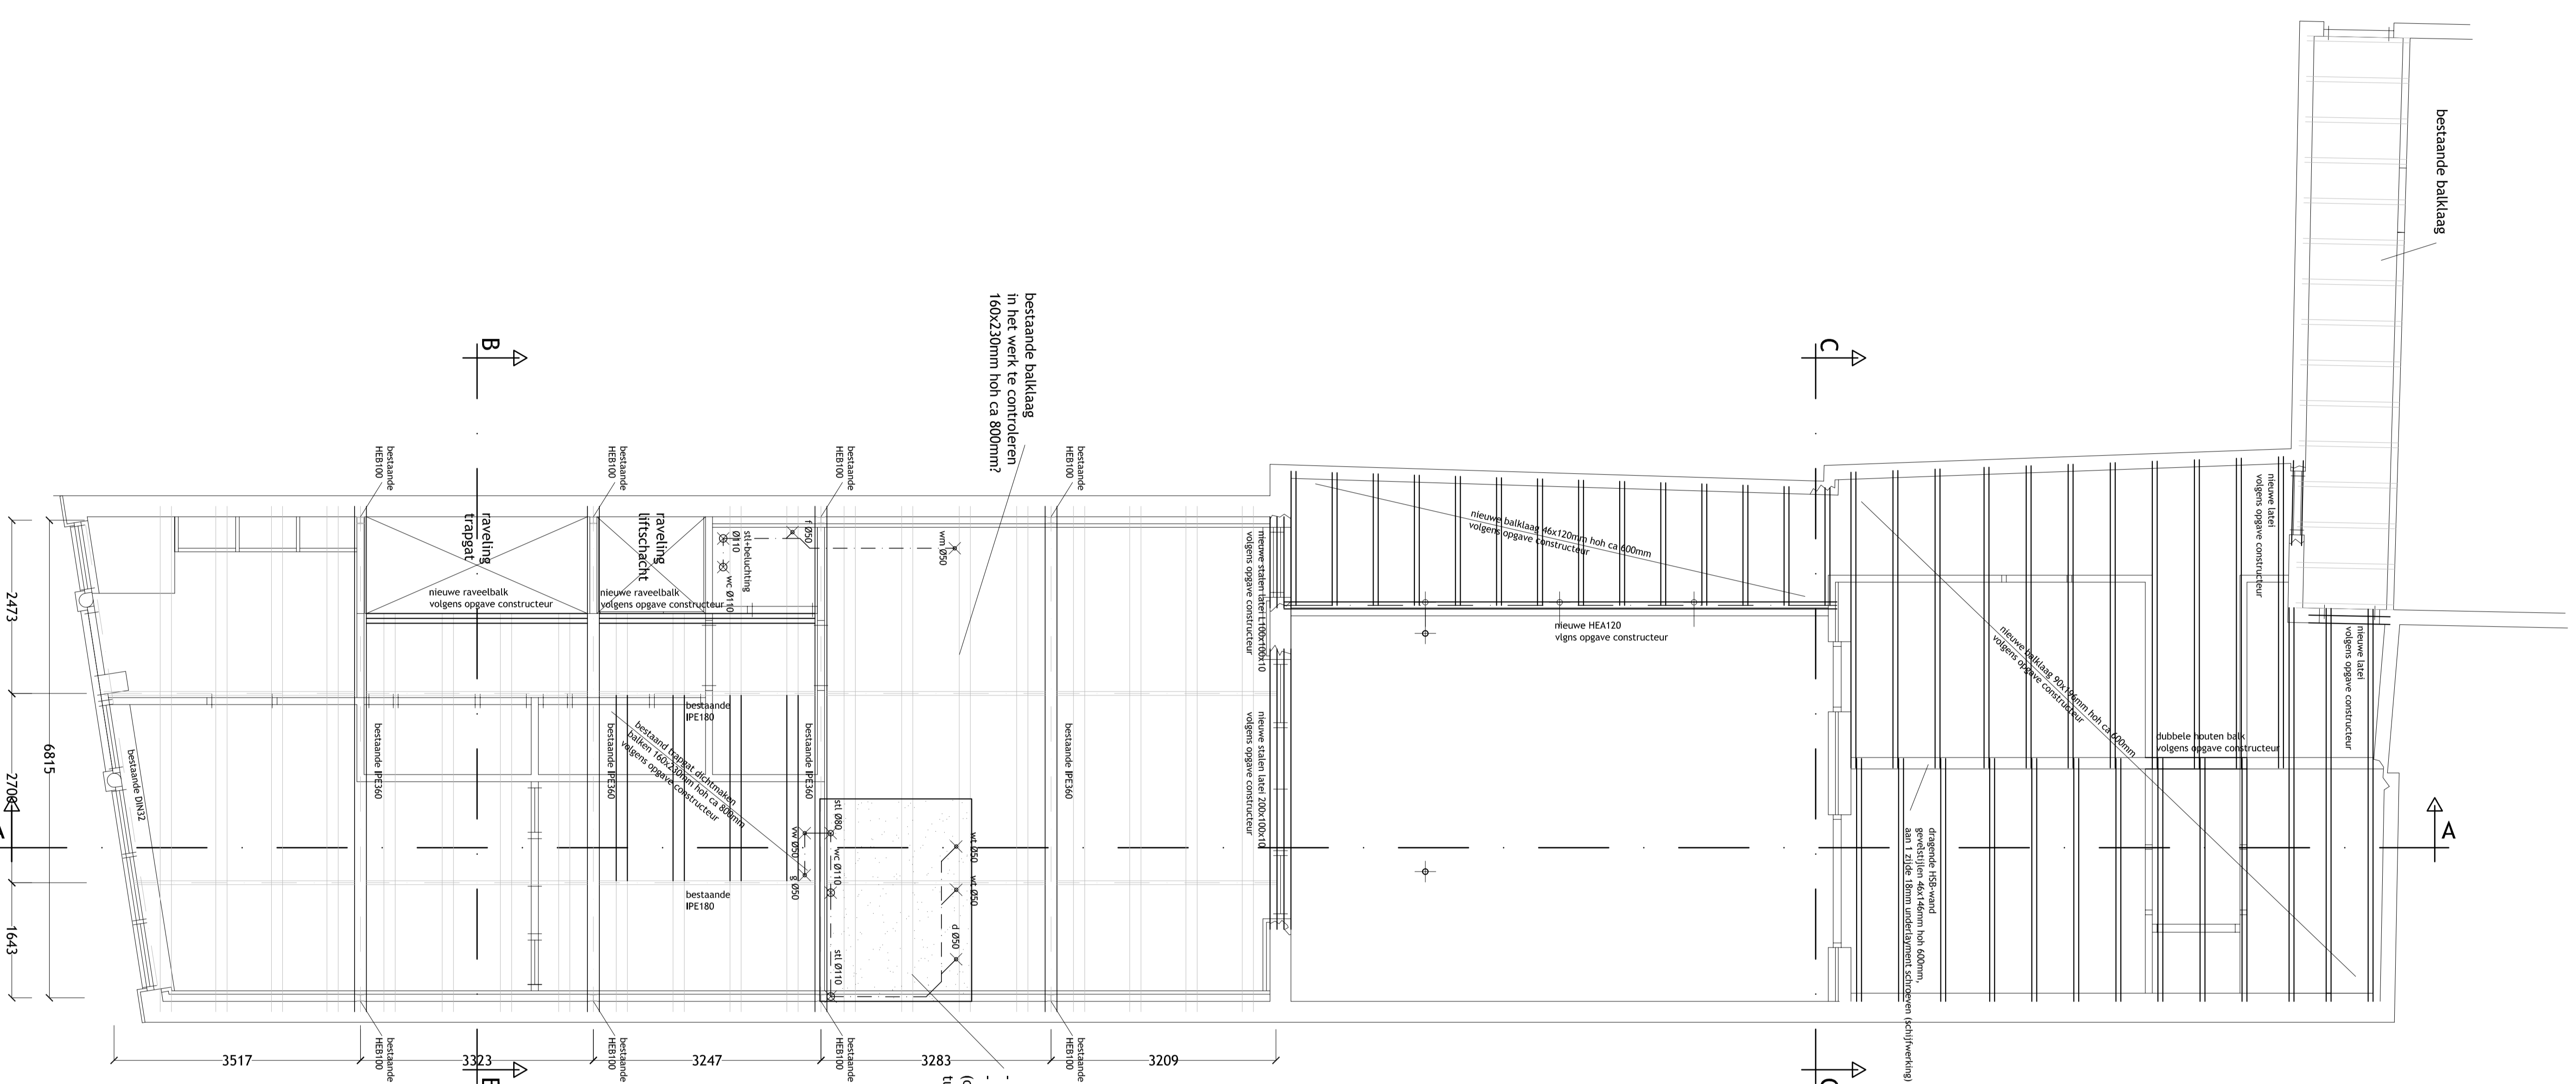 bestaande balklaag
B
C
bestaande balklaag
in het werk te controleren
160x230mm hoh ca 800mm?
bestaande
HEB100
bestaande
HEB100
bestaande
HEB100
bestaande
HEB100
raveling
trapgat
raveling
liftschacht
nieuwe raveelbalk
volgens opgave constructeur
nieuwe raveelbalk
volgens opgave constructeur
stl+beluchting
Ø110
wc Ø110
f Ø50
wm Ø50
nieuwe stalen latei L100x100x10
volgens opgave constructeur
nieuwe balklaag 46x120mm hoh ca 600mm
volgens opgave constructeur
nieuwe HEA120
vlgns opgave constructeur
nieuwe latei
volgens opgave constructeur
nieuwe latei
volgens opgave constructeur
nieuwe balklaag 90x196mm hoh ca 600mm
volgens opgave constructeur
dubbele houten balk
volgens opgave constructeur
2473
6815
2700
1643
bestaande DIN32
bestaande IPE360
bestaande IPE360
bestaande IPE360
bestaande IPE360
bestaande
IPE180
bestaand trapgat dichtmaken
balken 160x230mm hoh ca 800mm
volgens opgave constructeur
bestaande
IPE180
nieuwe stalen latei 200x100x10
volgens opgave constructeur
stl Ø80
vw Ø50
wc Ø110
g Ø50
stl Ø110
wt Ø50
wt Ø50
d Ø50
dragende HSB-wand
gevelstijlen 46x146mm hoh 600mm,
aan 1 zijde 18mm underlayment schroeven (schijfwerking)
A
3517
3323
3247
3283
3209
bestaande
HEB100
bestaande
HEB100
bestaande
HEB100
bestaande
HEB100